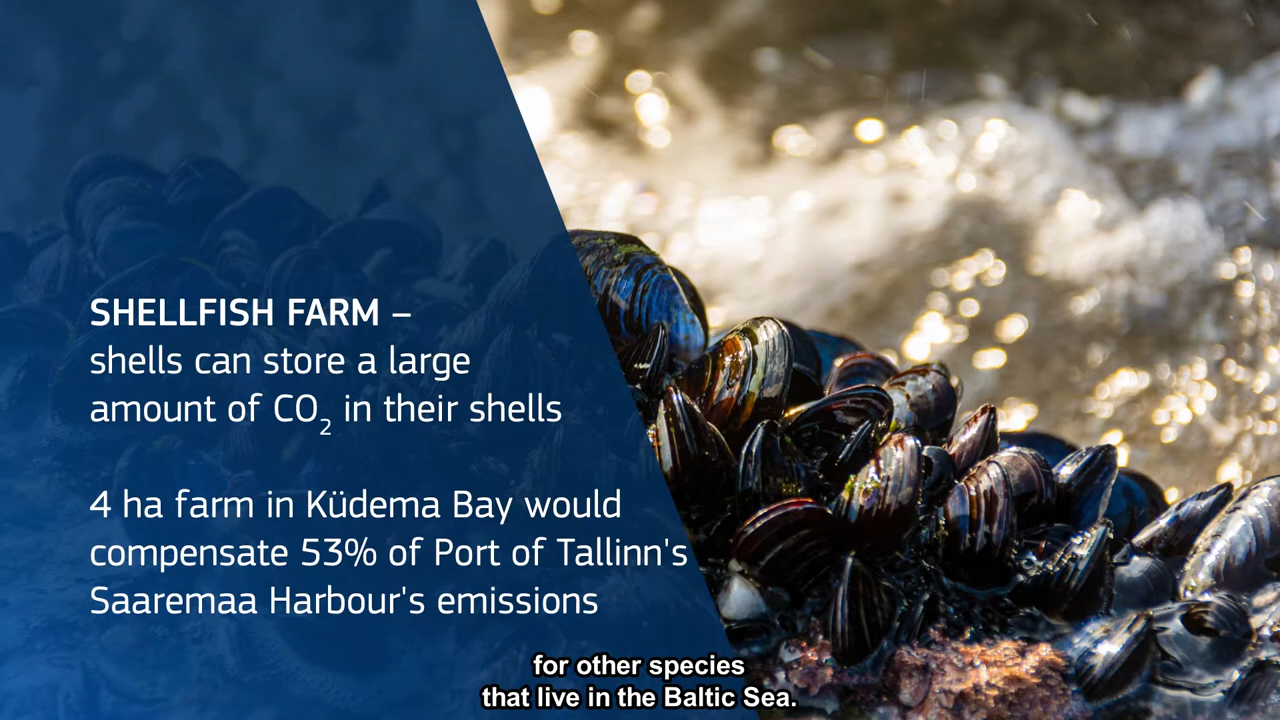 SHELLFISH FARM –
shells can store a large
amount of CO₂ in their shells
4 ha farm in Küdema Bay would
compensate 53% of Port of Tallinn's
Saaremaa Harbour's emissions
for other species
that live in the Baltic Sea.